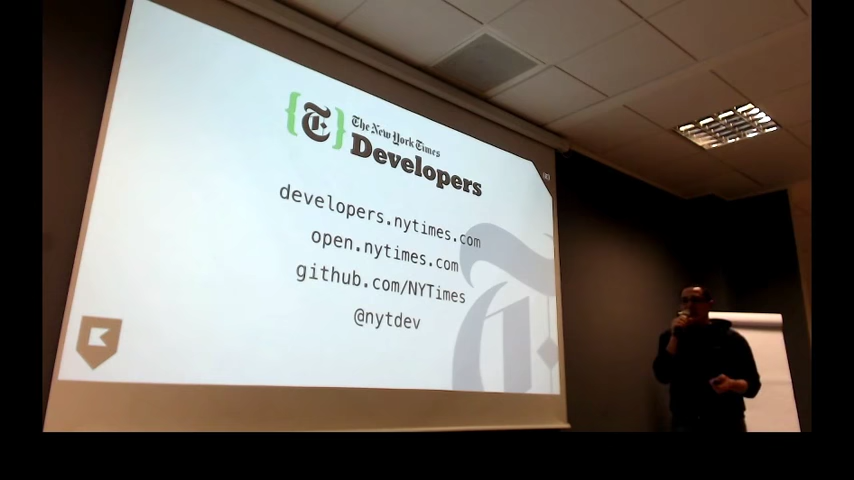 {T}
The New York Times
Developers
developers.nytimes.com
open.nytimes.com
github.com/NYTimes
@nytdev